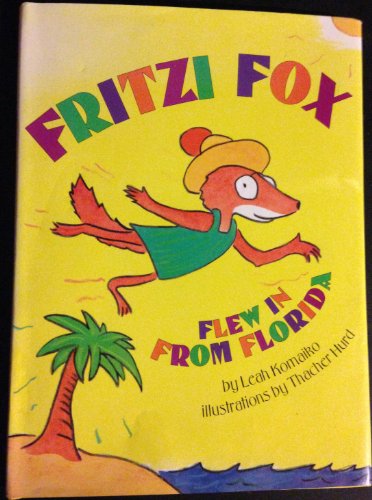 FRITZI FOX
FLEW IN
FROM FLORIDA
by Leah Komaiko
illustrations by Thacher Hurd